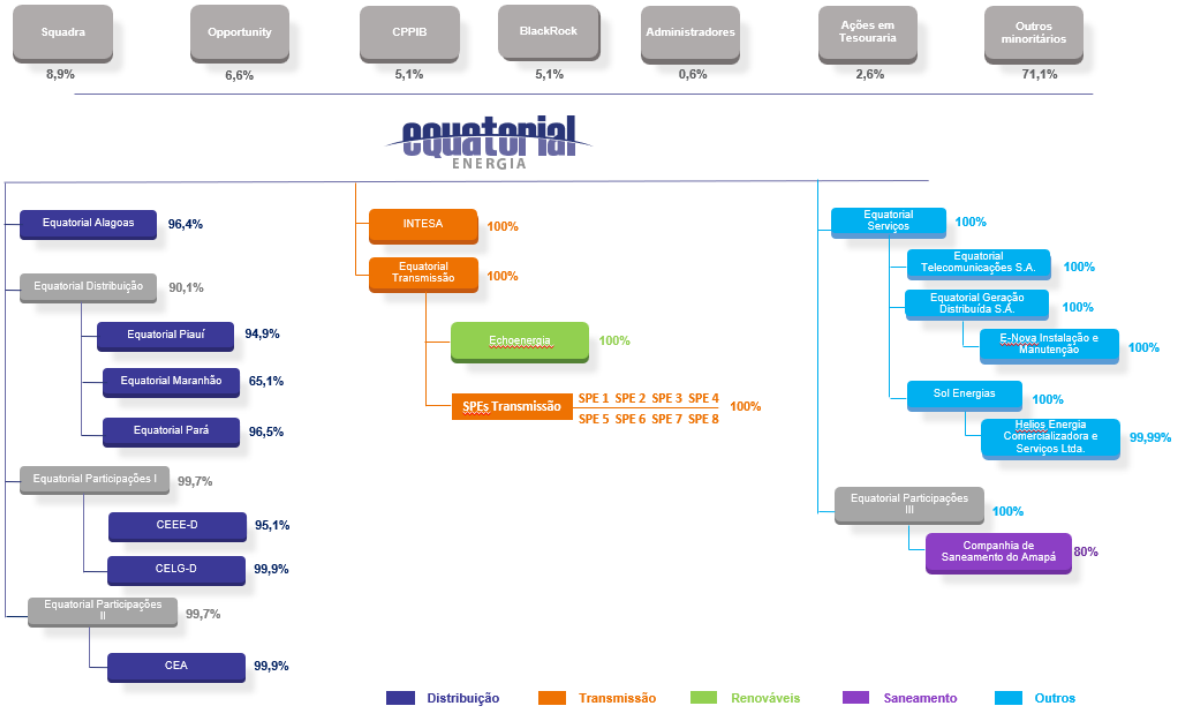 Squadra
Opportunity
CPPIB
BlackRock
Administradores
Ações em
Tesouraria
Outros
minoritários
8,9%
6,6%
5,1%
5,1%
0,6%
2,6%
71,1%
equatorial
ENERGIA
Equatorial Alagoas
96,4%
Equatorial Distribuição
90,1%
Equatorial Piauí
94,9%
Equatorial Maranhão
65,1%
Equatorial Pará
96,5%
Equatorial Participações I
99,7%
CEEE-D
95,1%
CELG-D
99,9%
Equatorial Participações
II
99,7%
CEA
99,9%
INTESA
100%
Equatorial
Transmissão
100%
Echoenergia
100%
SPEs Transmissão
SPE 1 SPE 2 SPE 3 SPE 4
SPE 5 SPE 6 SPE 7 SPE 8
100%
Equatorial
Serviços
100%
Equatorial
Telecomunicações S.A.
100%
Equatorial Geração
Distribuída S.A.
100%
E-Nova Instalação e
Manutenção
100%
Sol Energias
100%
Helios Energia
Comercializadora e
Serviços Ltda.
99,99%
Equatorial Participações
III
100%
Companhia de
Saneamento do Amapá
80%
Distribuição
Transmissão
Renováveis
Saneamento
Outros